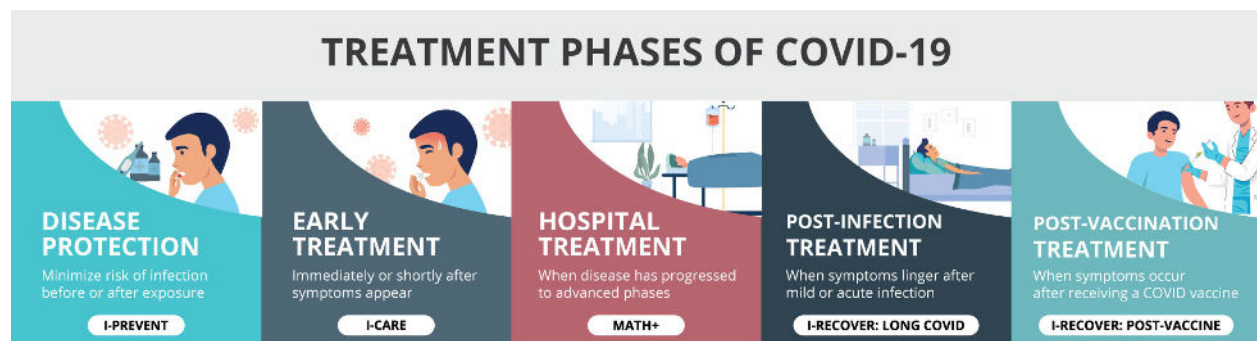 TREATMENT PHASES OF COVID-19
DISEASE
PROTECTION
Minimize risk of infection
before or after exposure
I-PREVENT
EARLY
TREATMENT
Immediately or shortly after
symptoms appear
I-CARE
HOSPITAL
TREATMENT
When disease has progressed
to advanced phases
MATH+
POST-INFECTION
TREATMENT
When symptoms linger after
mild or acute infection
I-RECOVER: LONG COVID
POST-VACCINATION
TREATMENT
When symptoms occur
after receiving a COVID vaccine
I-RECOVER: POST-VACCINE